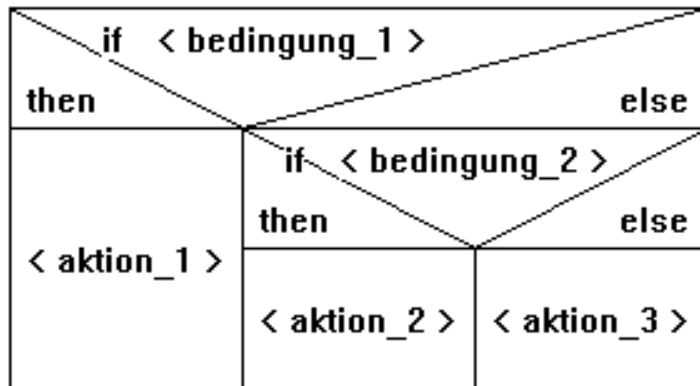 if < bedingung_1 >
then else
if < bedingung_2 >
then else
< aktion_1 >
< aktion_2 > < aktion_3 >